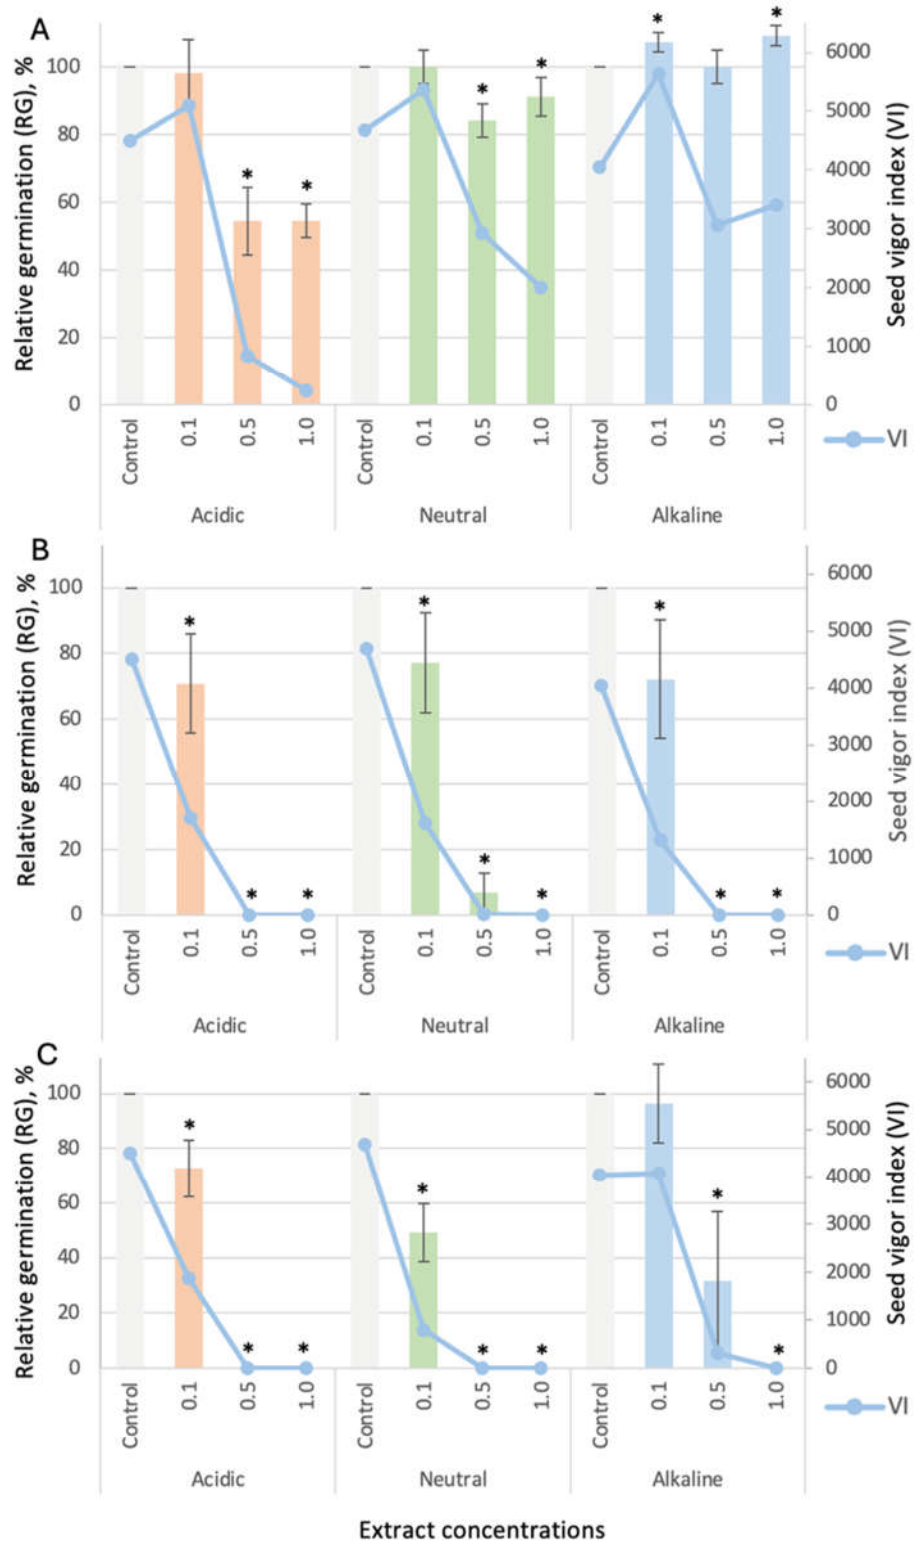 A
Relative germination (RG), %
100
80
60
40
20
0
* * * * * *
6000
5000
4000
3000
2000
1000
0
Seed vigor index (VI)
Control 0.1 0.5 1.0 Control 0.1 0.5 1.0 Control 0.1 0.5 1.0
VI
Acidic Neutral Alkaline
B
Relative germination (RG), %
100
80
60
40
20
0
* * * * * * * * *
6000
5000
4000
3000
2000
1000
0
Seed vigor index (VI)
Control 0.1 0.5 1.0 Control 0.1 0.5 1.0 Control 0.1 0.5 1.0
VI
Acidic Neutral Alkaline
C
Relative germination (RG), %
100
80
60
40
20
0
* * * * * * * *
6000
5000
4000
3000
2000
1000
0
Seed vigor index (VI)
Control 0.1 0.5 1.0 Control 0.1 0.5 1.0 Control 0.1 0.5 1.0
VI
Acidic Neutral Alkaline
Extract concentrations